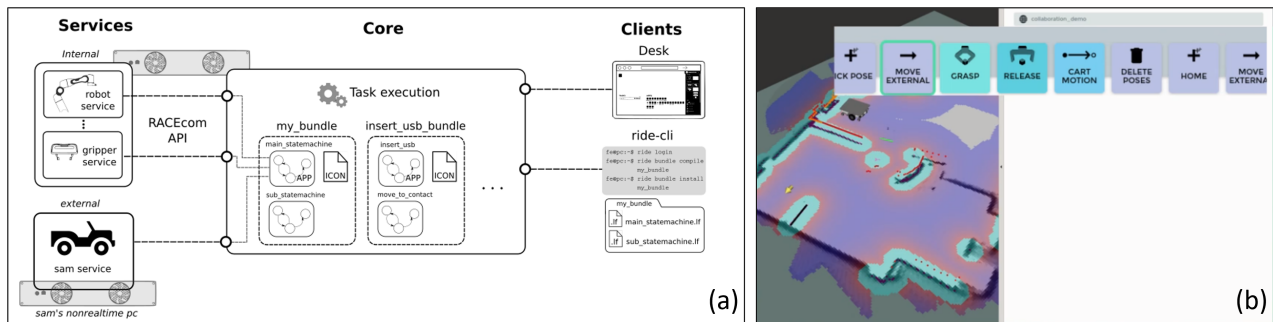 Services
Core
Clients
Internal
robot
service
gripper
service
RACEcom
API
external
sam service
sam's nonrealtime pc
Task execution
my_bundle
main_statemachine
APP
ICON
sub_statemachine
insert_usb_bundle
insert_usb
APP
ICON
move_to_contact
...
Desk
ride-cli
fe@pc:~$ ride login
fe@pc:~$ ride bundle compile
my_bundle
fe@pc:~$ ride bundle install
my_bundle
my_bundle
.lf main_statemachine.lf
.lf sub_statemachine.lf
(a)
collaboration_demo
ICK POSE
MOVE
EXTERNAL
GRASP
RELEASE
CART
MOTION
DELETE
POSES
HOME
MOVE
EXTERNA
(b)